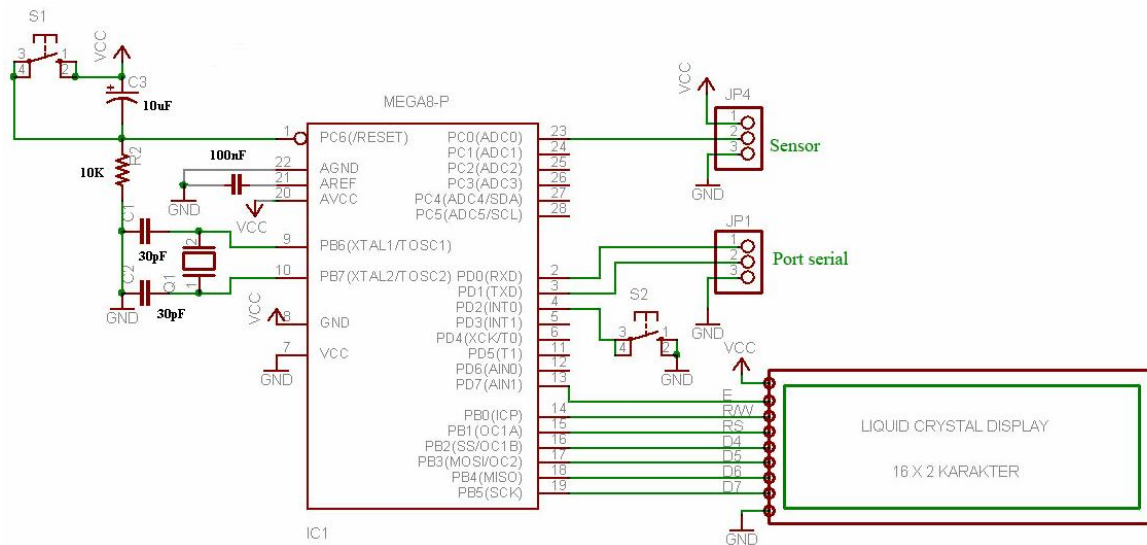 S1
VCC
3
1
4
2
C3
10uF
R2
10K
C1
30pF
C2
30pF
GND
2
1
Q1
100nF
GND
VCC
VCC
GND
MEGA8-P
1 PC6(/RESET)
22 AGND
21 AREF
20 AVCC
9 PB6(XTAL1/TOSC1)
10 PB7(XTAL2/TOSC2)
8 GND
7 VCC
PC0(ADC0) 23
PC1(ADC1) 24
PC2(ADC2) 25
PC3(ADC3) 26
PC4(ADC4/SDA) 27
PC5(ADC5/SCL) 28
PD0(RXD) 2
PD1(TXD) 3
PD2(INT0) 4
PD3(INT1) 5
PD4(XCK/T0) 6
PD5(T1) 11
PD6(AIN0) 12
PD7(AIN1) 13
PB0(ICP) 14
PB1(OC1A) 15
PB2(SS/OC1B) 16
PB3(MOSI/OC2) 17
PB4(MISO) 18
PB5(SCK) 19
IC1
VCC
JP4
1
2
3
Sensor
GND
JP1
1
2
3
Port serial
GND
S2
3
1
4
2
GND
VCC
E
R/W
RS
D4
D5
D6
D7
GND
LIQUID CRYSTAL DISPLAY
16 X 2 KARAKTER